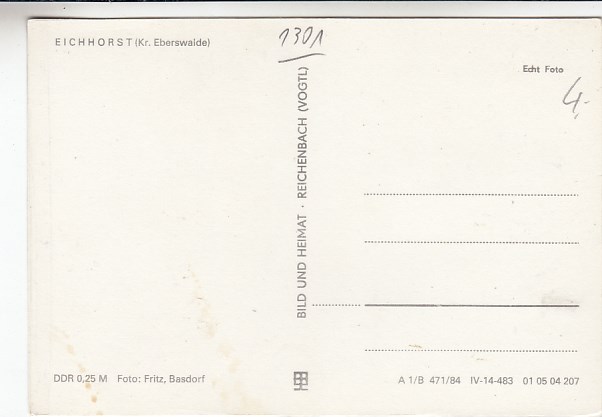 EICHHORST (Kr. Eberswalde)
1301
Echt Foto
4,-
BILD UND HEIMAT · REICHENBACH (VOGTL)
DDR 0,25 M Foto: Fritz, Basdorf
A 1/B 471/84 IV-14-483 01 05 04 207